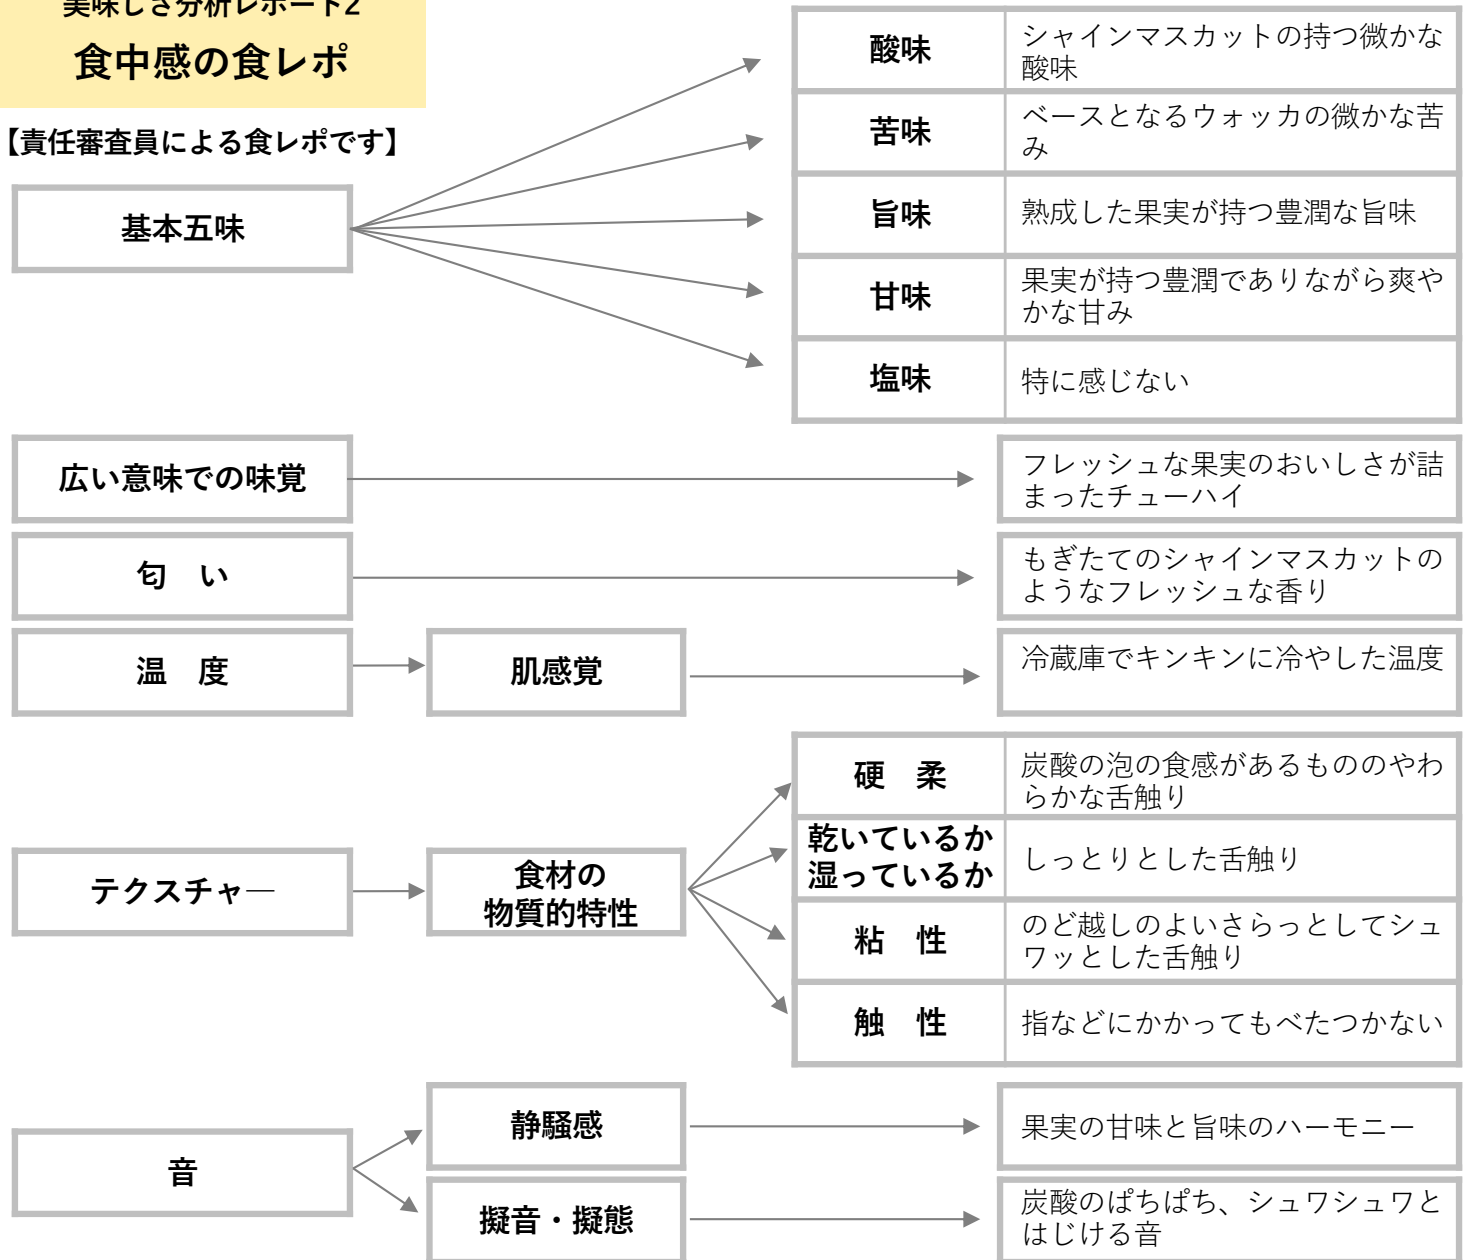 美味しさ分析レポート2
食中感の食レポ
【責任審査員による食レポです】
基本五味
酸味
シャインマスカットの持つ微かな
酸味
苦味
ベースとなるウォッカの微かな苦
み
旨味
熟成した果実が持つ豊潤な旨味
甘味
果実が持つ豊潤でありながら爽や
かな甘み
塩味
特に感じない
広い意味での味覚
フレッシュな果実のおいしさが詰
まったチューハイ
匂　い
もぎたてのシャインマスカットの
ようなフレッシュな香り
温　度
肌感覚
冷蔵庫でキンキンに冷やした温度
テクスチャ―
食材の
物質的特性
硬　柔
炭酸の泡の食感があるもののやわ
らかな舌触り
乾いているか
湿っているか
しっとりとした舌触り
粘　性
のど越しのよいさらっとしてシュ
ワッとした舌触り
触　性
指などにかかってもべたつかない
音
静騒感
果実の甘味と旨味のハーモニー
擬音・擬態
炭酸のぱちぱち、シュワシュワと
はじける音